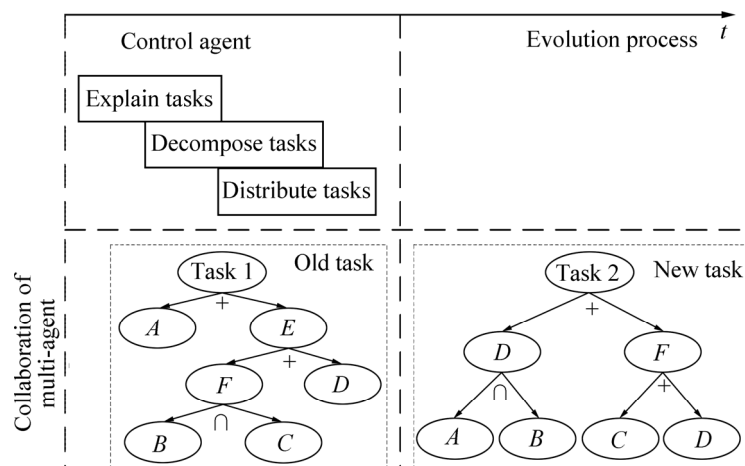 Control agent
Evolution process
t
Explain tasks
Decompose tasks
Distribute tasks
Collaboration of
multi-agent
Task 1
Old task
+
A
E
+
F
D
∩
B
C
Task 2
New task
+
D
F
∩
+
A
B
C
D